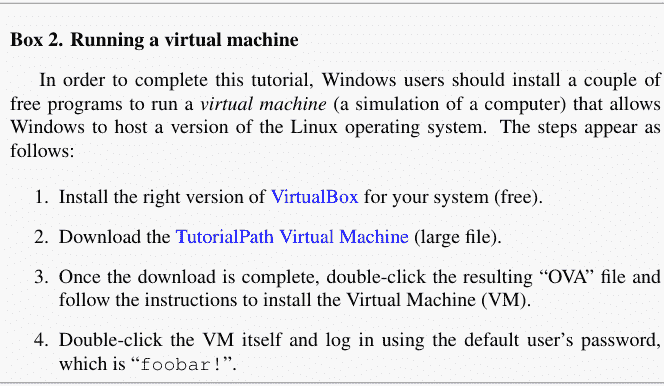 Box 2. Running a virtual machine
In order to complete this tutorial, Windows users should install a couple of
free programs to run a virtual machine (a simulation of a computer) that allows
Windows to host a version of the Linux operating system. The steps appear as
follows:
1. Install the right version of VirtualBox for your system (free).
2. Download the TutorialPath Virtual Machine (large file).
3. Once the download is complete, double-click the resulting “OVA” file and
follow the instructions to install the Virtual Machine (VM).
4. Double-click the VM itself and log in using the default user’s password,
which is “foobar!”.